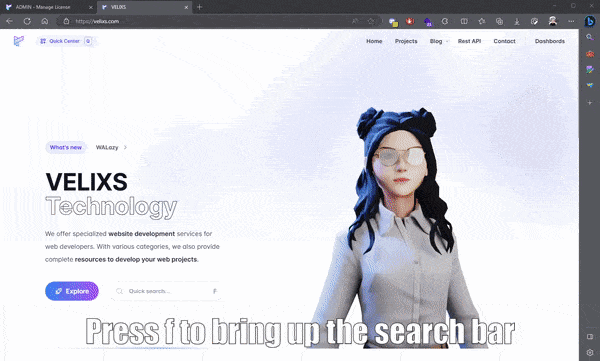 ADMIN - Manage License
VELIXS
https://velixs.com
Quick Center
Home Projects Blog Rest API Contact Dashbords
What's new WALazy
VELIXS
Technology
We offer specialized website development services for
web developers. With various categories, we also provide
complete resources to develop your web projects.
Explore Quick search... f
Press f to bring up the search bar